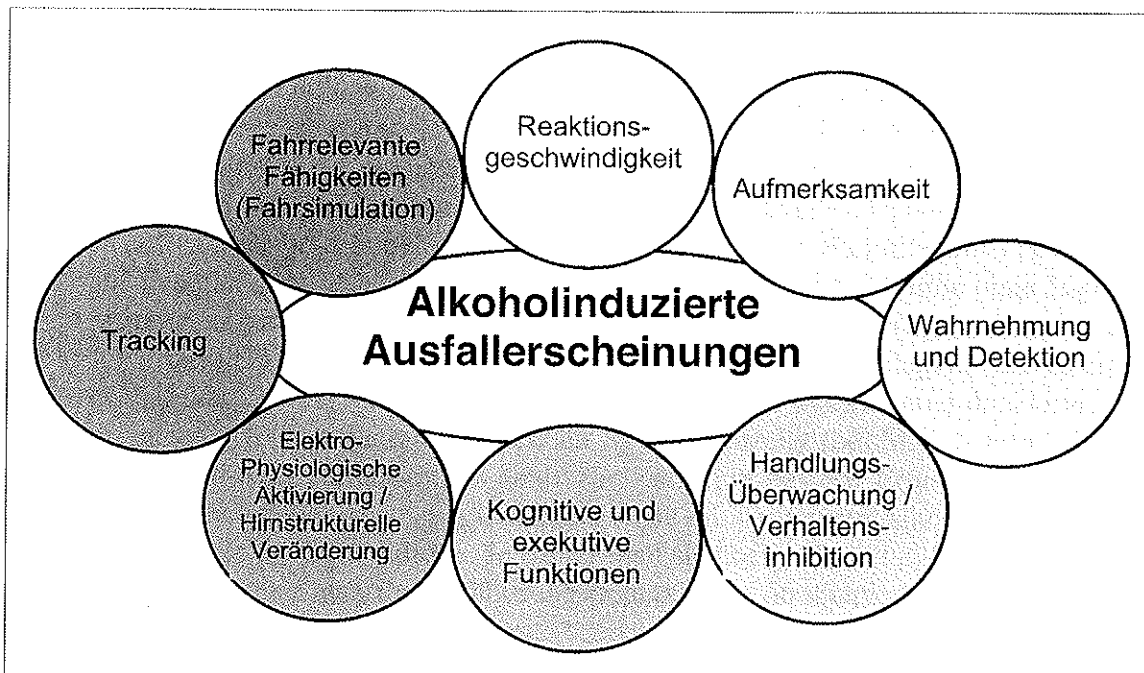 Reaktions-
geschwindigkeit
Aufmerksamkeit
Wahrnehmung
und Detektion
Handlungs-
Überwachung /
Verhaltens-
inhibition
Kognitive und
exekutive
Funktionen
Elektro-
Physiologische
Aktivierung /
Hirnstrukturelle
Veränderung
Tracking
Fahrrelevante
Fähigkeiten
(Fahrsimulation)
Alkoholinduzierte
Ausfallerscheinungen